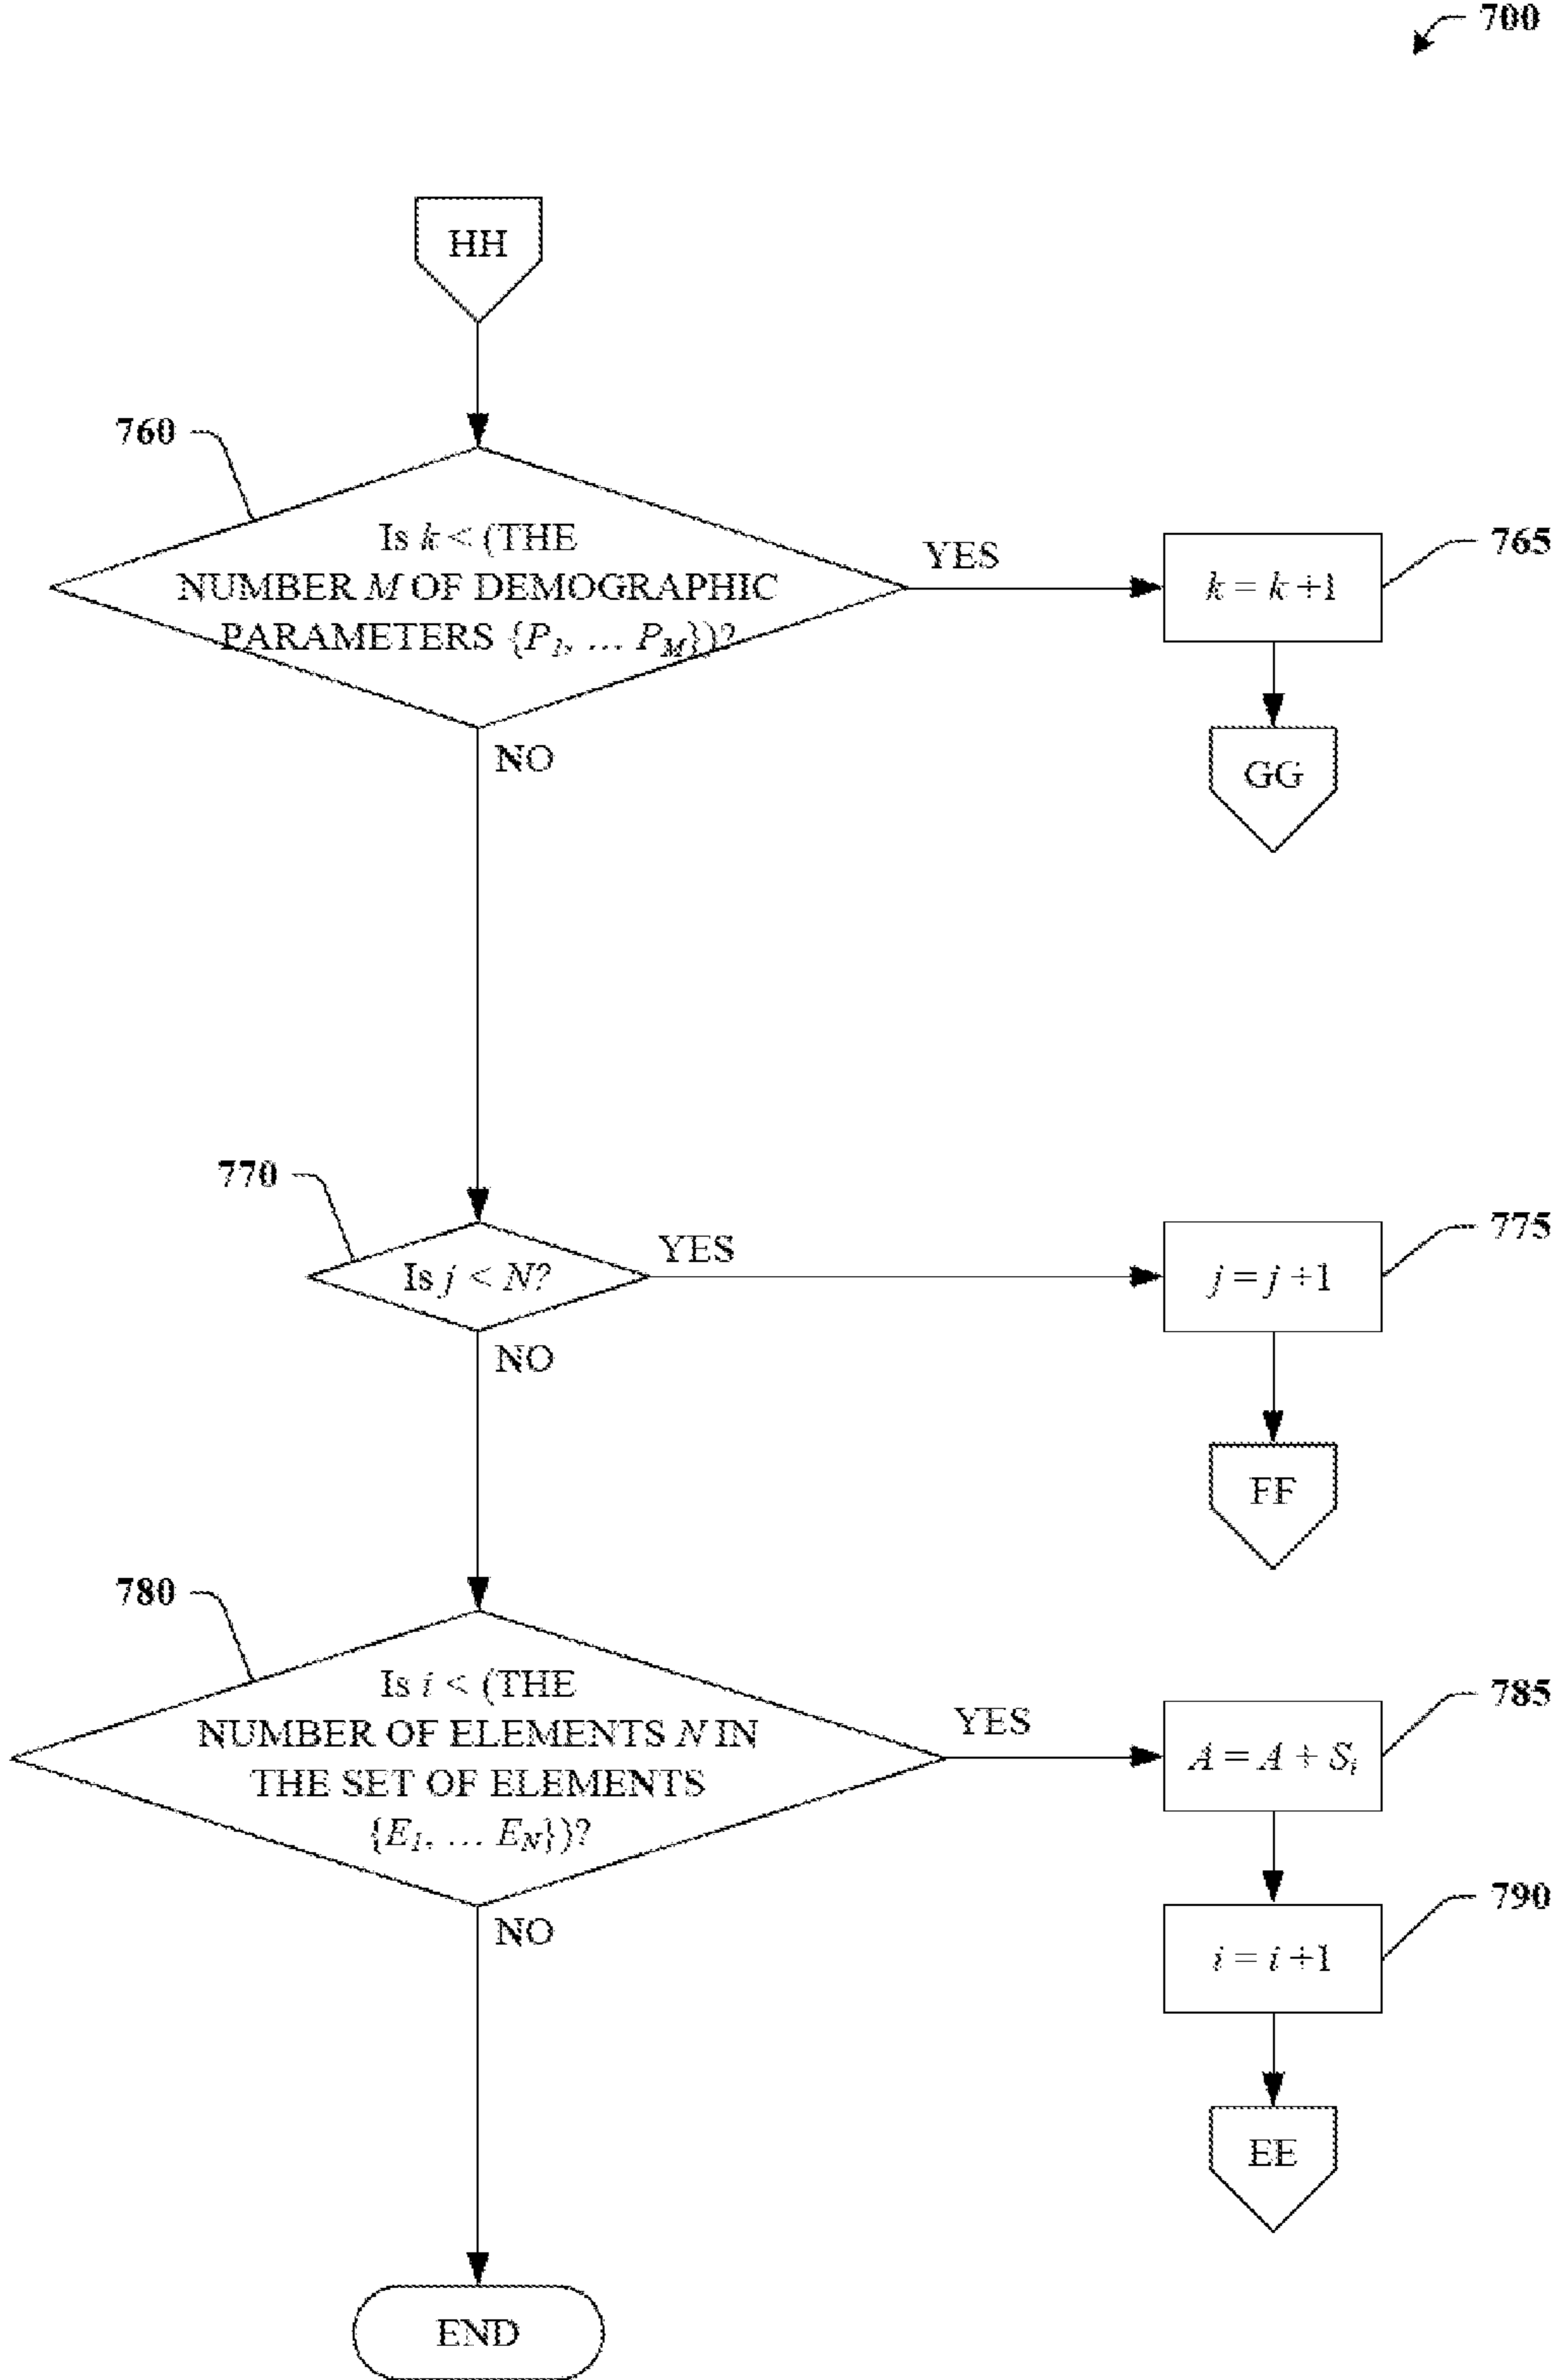 700
HH
760
Is k < (THE
NUMBER M OF DEMOGRAPHIC
PARAMETERS {P1, … PM})?
YES
k = k +1
765
GG
NO
770
Is j < N?
YES
j = j +1
775
NO
FF
780
Is i < (THE
NUMBER OF ELEMENTS N IN
THE SET OF ELEMENTS
{E1, … EN})?
YES
A = A + Si
785
NO
i = i +1
790
EE
END